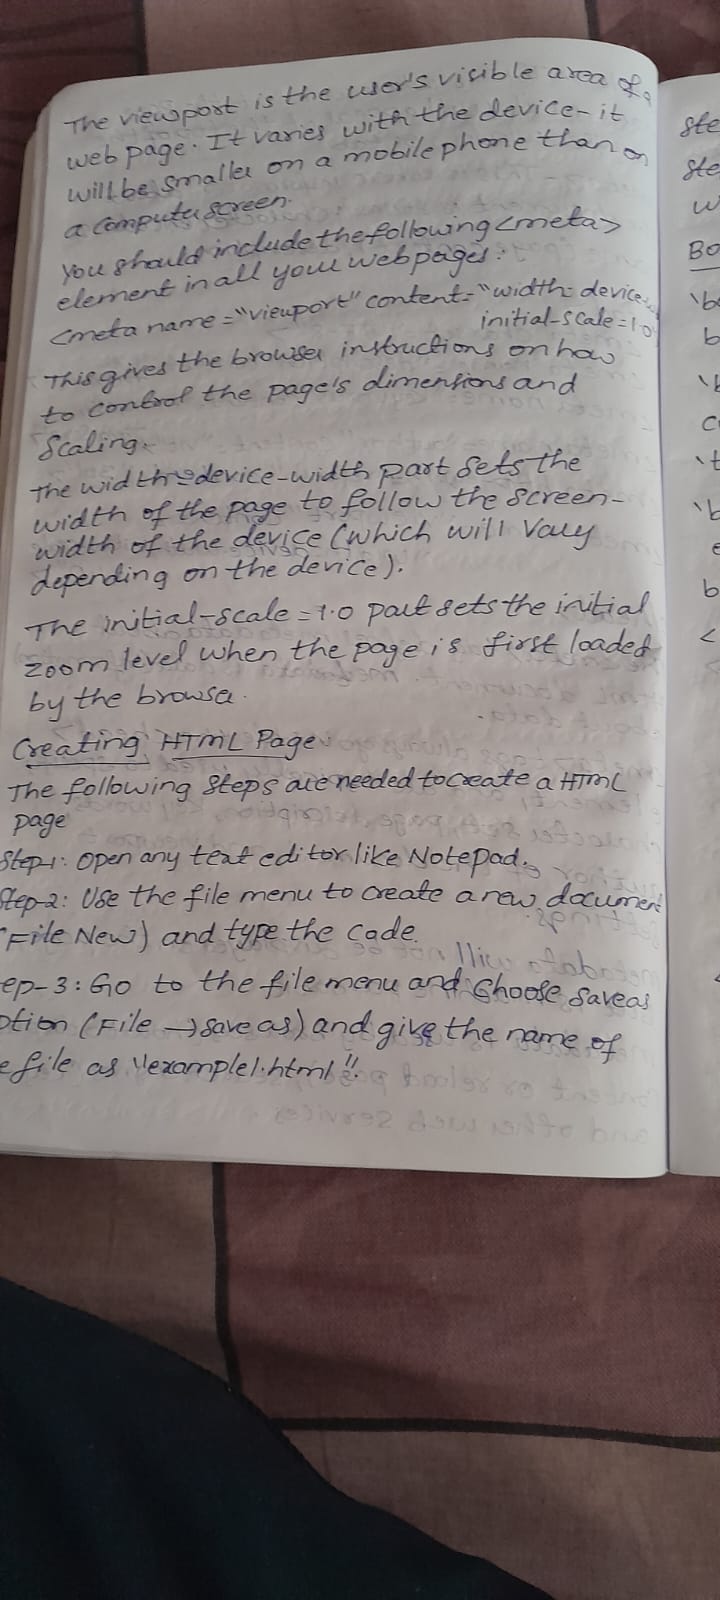 The viewport is the user's visible area of a
web page. It varies with the device - it
will be smaller on a mobile phone than on
a computer screen.
You should include the following <meta>
element in all your web pages:
<meta name="viewport" content="width=device-w
initial-scale=1.0
This gives the browser instructions on how
to control the page's dimensions and
Scaling.
The width=device-width part sets the
width of the page to follow the screen-
width of the device (which will vary
depending on the device).
The initial-scale=1.0 part sets the initial
zoom level when the page is first loaded
by the browser.
Creating HTML Page:
The following steps are needed to create a HTML
page
Step-1: Open any text editor like Notepad.
Step-2: Use the file menu to create a new document
"File New) and type the code.
ep-3: Go to the file menu and choose save as
ption (File → save as) and give the name of
e file as "example1.html".
ste
ste
w
Bo
'b
b
'b
c
't
'b
e
b
<